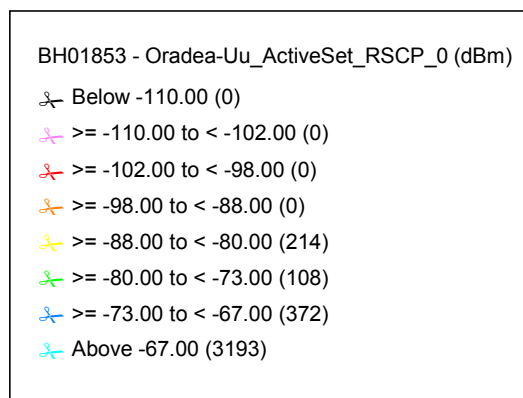 BH01853 - Oradea-Uu_ActiveSet_RSCP_0 (dBm)
Below -110.00 (0)
>= -110.00 to < -102.00 (0)
>= -102.00 to < -98.00 (0)
>= -98.00 to < -88.00 (0)
>= -88.00 to < -80.00 (214)
>= -80.00 to < -73.00 (108)
>= -73.00 to < -67.00 (372)
Above -67.00 (3193)